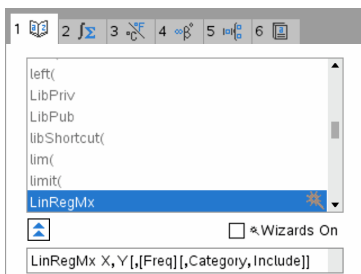 1 2 ∫Σ 3 °C°F 4 ∞β° 5 6
left(
LibPriv
LibPub
libShortcut(
lim(
limit(
LinRegMx
Wizards On
LinRegMx X,Y[,[Freq][,Category,Include]]